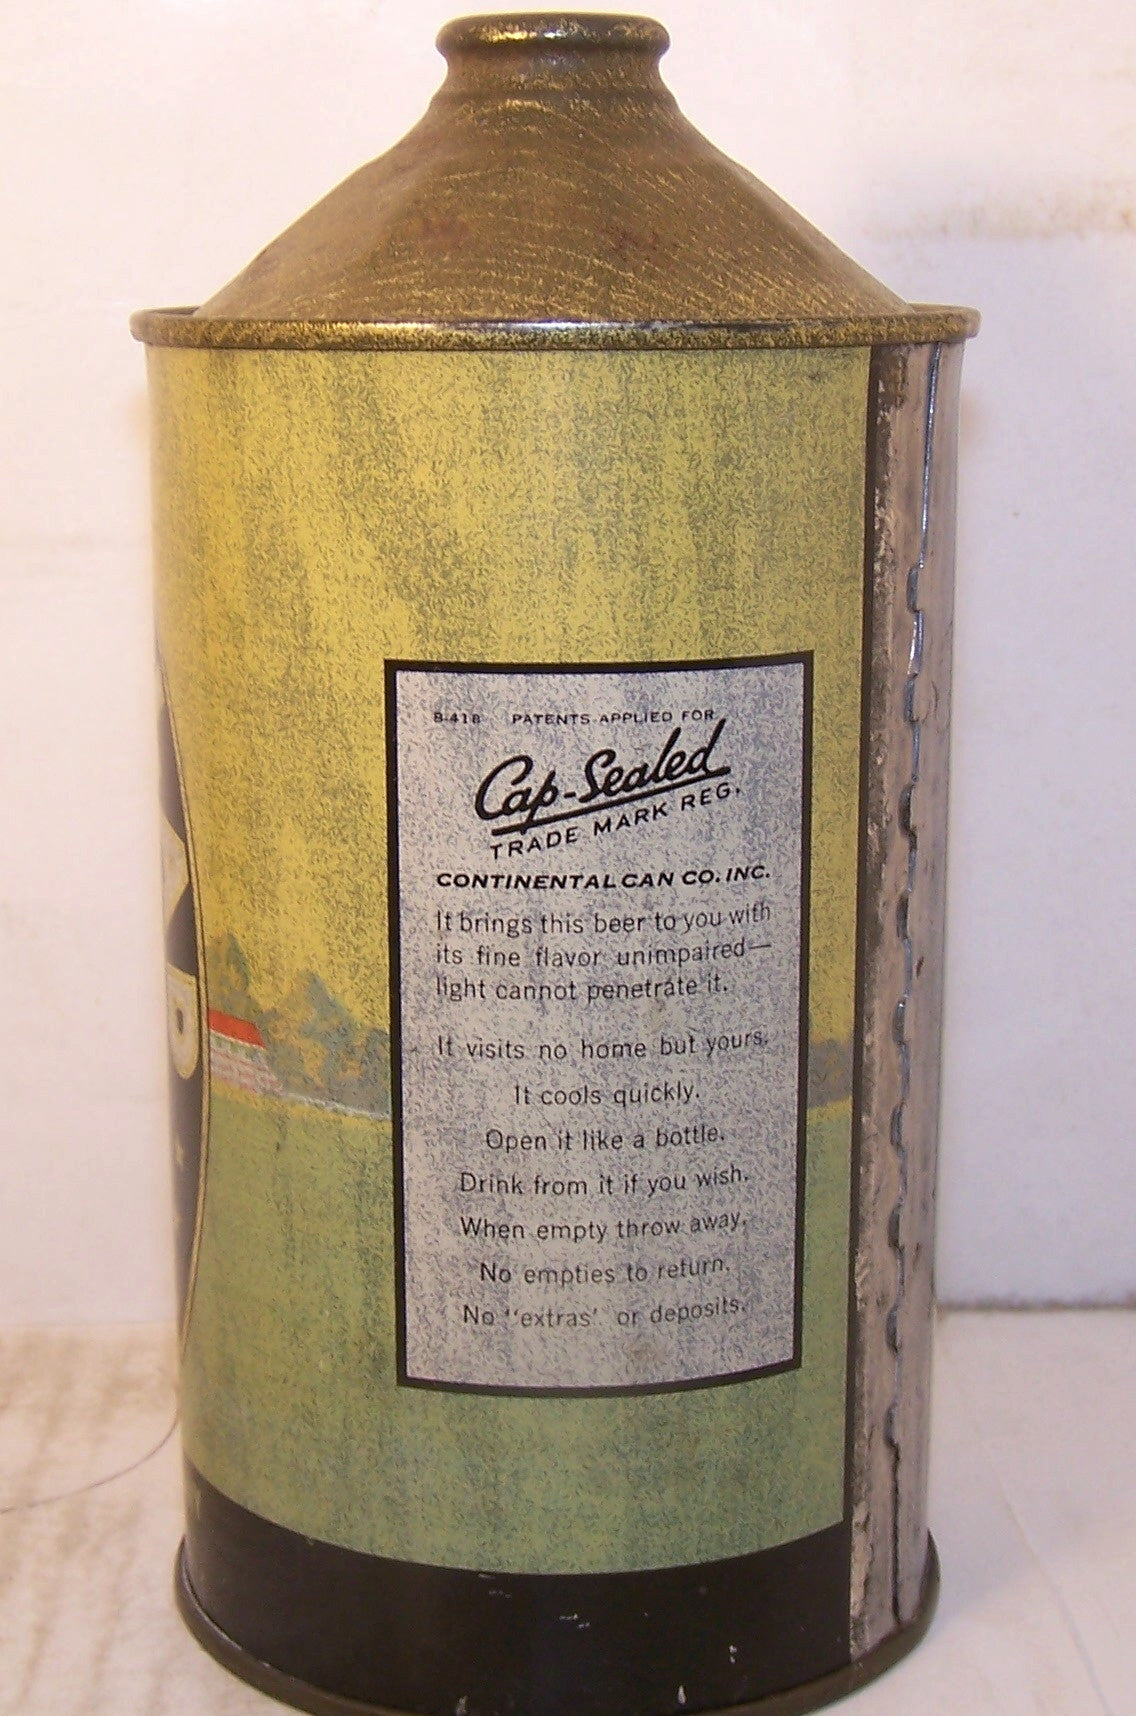 B-418 PATENTS APPLIED FOR
Cap-Sealed
TRADE MARK REG.
CONTINENTAL CAN CO. INC.
It brings this beer to you with
its fine flavor unimpaired—
light cannot penetrate it.
It visits no home but yours.
It cools quickly.
Open it like a bottle.
Drink from it if you wish.
When empty throw away.
No empties to return.
No "extras" or deposits.